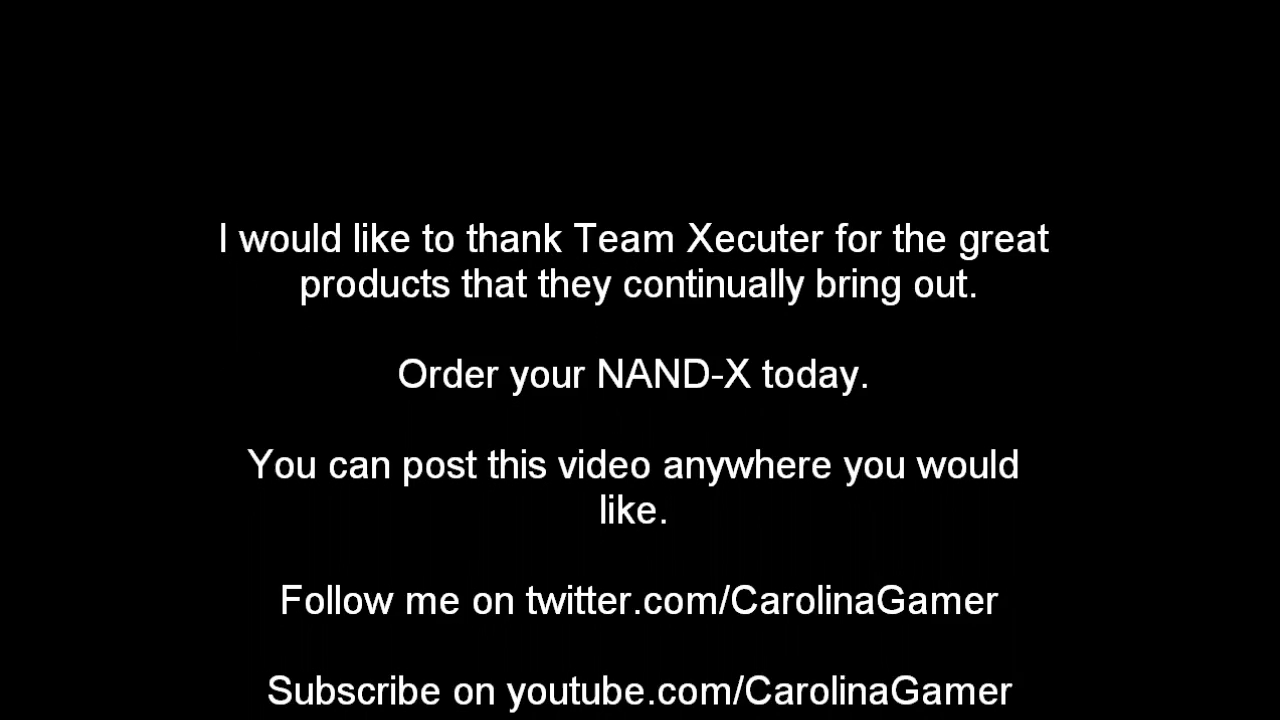 I would like to thank Team Xecuter for the great
products that they continually bring out.
Order your NAND-X today.
You can post this video anywhere you would
like.
Follow me on twitter.com/CarolinaGamer
Subscribe on youtube.com/CarolinaGamer